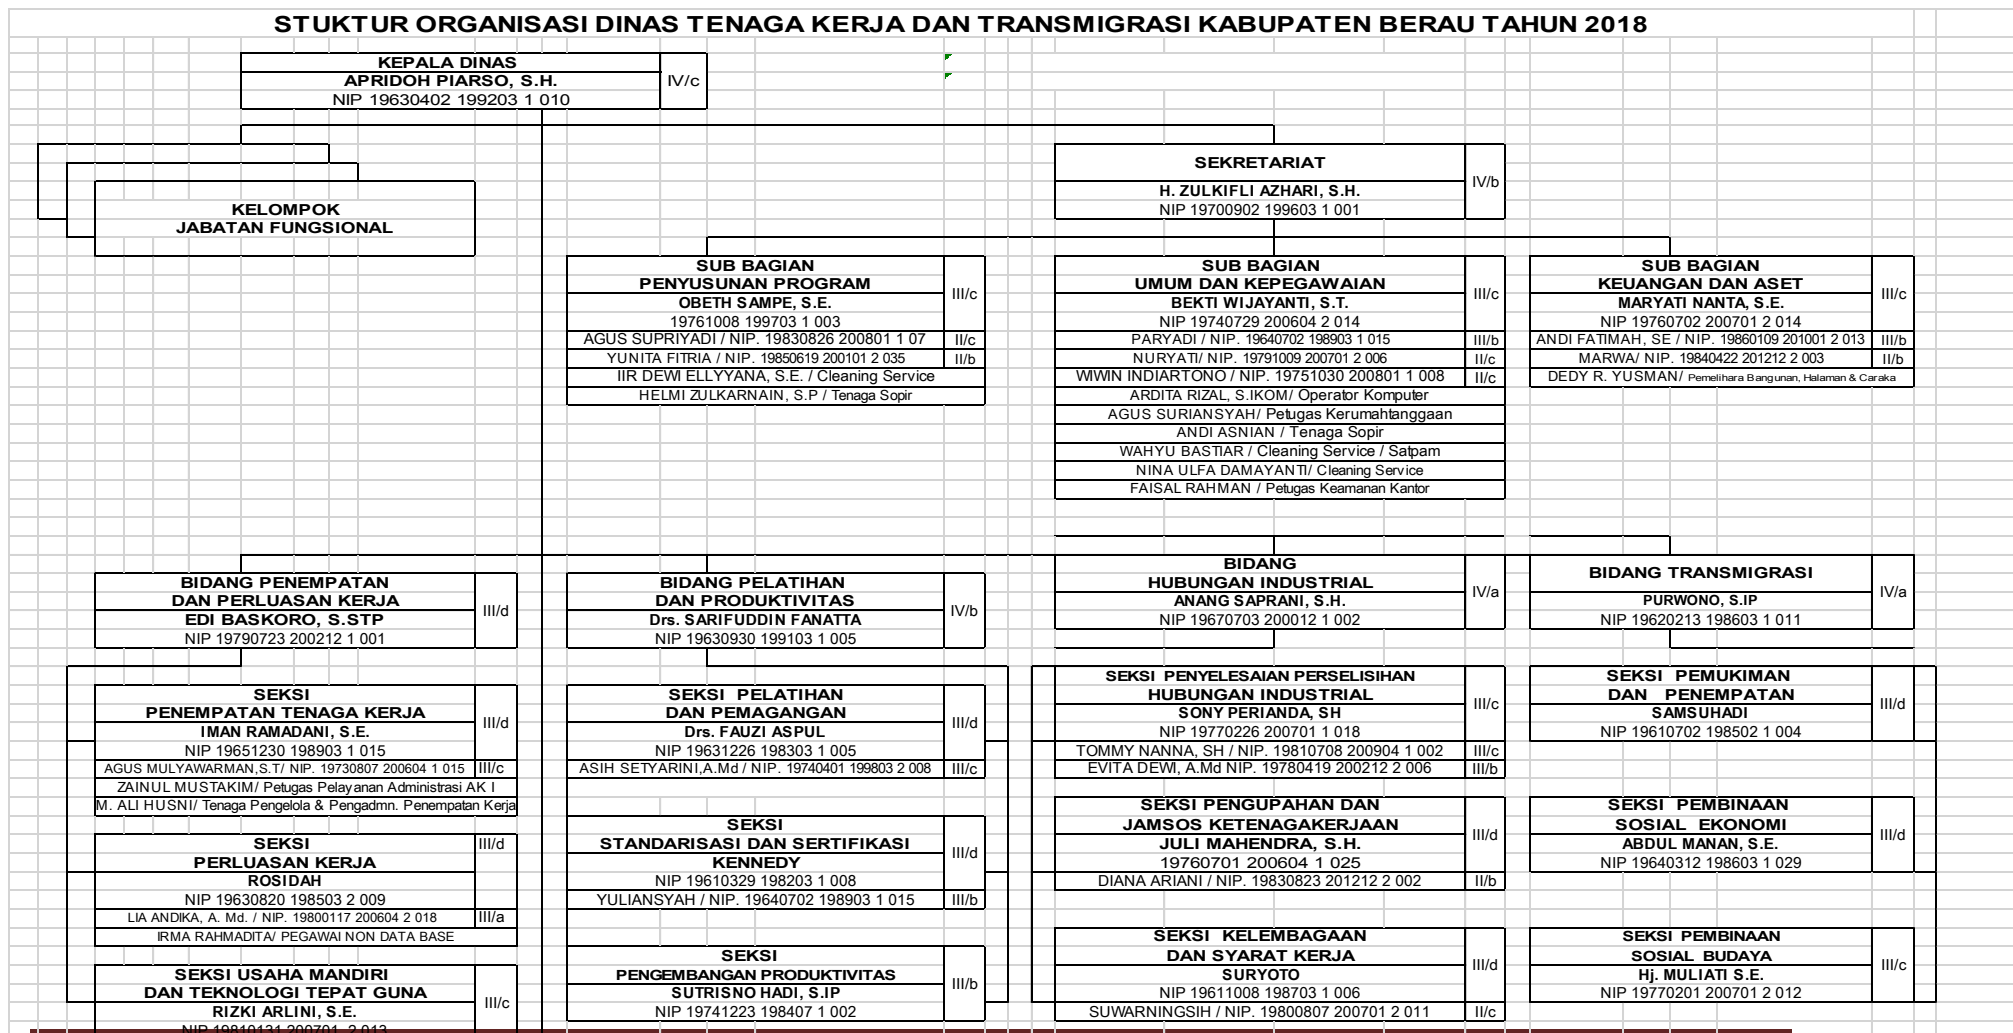 STUKTUR ORGANISASI DINAS TENAGA KERJA DAN TRANSMIGRASI KABUPATEN BERAU TAHUN 2018
KEPALA DINAS
APRIDOH PIARSO, S.H.
NIP 19630402 199203 1 010
IV/c
KELOMPOK
JABATAN FUNGSIONAL
SEKRETARIAT
H. ZULKIFLI AZHARI, S.H.
NIP 19700902 199603 1 001
IV/b
SUB BAGIAN
PENYUSUNAN PROGRAM
OBETH SAMPE, S.E.
19761008 199703 1 003
III/c
AGUS SUPRIYADI / NIP. 19830826 200801 1 07 II/c
YUNITA FITRIA / NIP. 19850619 200101 2 035 II/b
IIR DEWI ELLYYANA, S.E. / Cleaning Service
HELMI ZULKARNAIN, S.P / Tenaga Sopir
SUB BAGIAN
UMUM DAN KEPEGAWAIAN
BEKTI WIJAYANTI, S.T.
NIP 19740729 200604 2 014
III/c
PARYADI / NIP. 19640702 198903 1 015 III/b
NURYATI/ NIP. 19791009 200701 2 006 II/c
WIWIN INDIARTONO / NIP. 19751030 200801 1 008 II/c
ARDITA RIZAL, S.IKOM/ Operator Komputer
AGUS SURIANSYAH/ Petugas Kerumahtanggaan
ANDI ASNIAN / Tenaga Sopir
WAHYU BASTIAR / Cleaning Service / Satpam
NINA ULFA DAMAYANTI/ Cleaning Service
FAISAL RAHMAN / Petugas Keamanan Kantor
SUB BAGIAN
KEUANGAN DAN ASET
MARYATI NANTA, S.E.
NIP 19760702 200701 2 014
III/c
ANDI FATIMAH, SE / NIP. 19860109 201001 2 013 III/b
MARWA/ NIP. 19840422 201212 2 003 II/b
DEDY R. YUSMAN/ Pemelihara Bangunan, Halaman & Caraka
BIDANG PENEMPATAN
DAN PERLUASAN KERJA
EDI BASKORO, S.STP
NIP 19790723 200212 1 001
III/d
SEKSI
PENEMPATAN TENAGA KERJA
IMAN RAMADANI, S.E.
NIP 19651230 198903 1 015
III/d
AGUS MULYAWARMAN,S.T/ NIP. 19730807 200604 1 015 III/c
ZAINUL MUSTAKIM/ Petugas Pelayanan Administrasi AK I
M. ALI HUSNI/ Tenaga Pengelola & Pengadmn. Penempatan Kerja
SEKSI
PERLUASAN KERJA
ROSIDAH
NIP 19630820 198503 2 009
III/d
LIA ANDIKA, A. Md. / NIP. 19800117 200604 2 018 III/a
IRMA RAHMADITA/ PEGAWAI NON DATA BASE
SEKSI USAHA MANDIRI
DAN TEKNOLOGI TEPAT GUNA
RIZKI ARLINI, S.E.
NIP 19810131 200701 2 013
III/c
BIDANG PELATIHAN
DAN PRODUKTIVITAS
Drs. SARIFUDDIN FANATTA
NIP 19630930 199103 1 005
IV/b
SEKSI PELATIHAN
DAN PEMAGANGAN
Drs. FAUZI ASPUL
NIP 19631226 198303 1 005
III/d
ASIH SETYARINI,A.Md / NIP. 19740401 199803 2 008 III/c
SEKSI
STANDARISASI DAN SERTIFIKASI
KENNEDY
NIP 19610329 198203 1 008
III/d
YULIANSYAH / NIP. 19640702 198903 1 015 III/b
SEKSI
PENGEMBANGAN PRODUKTIVITAS
SUTRISNO HADI, S.IP
NIP 19741223 198407 1 002
III/b
BIDANG
HUBUNGAN INDUSTRIAL
ANANG SAPRANI, S.H.
NIP 19670703 200012 1 002
IV/a
SEKSI PENYELESAIAN PERSELISIHAN
HUBUNGAN INDUSTRIAL
SONY PERIANDA, SH
NIP 19770226 200701 1 018
III/c
TOMMY NANNA, SH / NIP. 19810708 200904 1 002 III/c
EVITA DEWI, A.Md NIP. 19780419 200212 2 006 III/b
SEKSI PENGUPAHAN DAN
JAMSOS KETENAGAKERJAAN
JULI MAHENDRA, S.H.
19760701 200604 1 025
III/d
DIANA ARIANI / NIP. 19830823 201212 2 002 II/b
SEKSI KELEMBAGAAN
DAN SYARAT KERJA
SURYOTO
NIP 19611008 198703 1 006
III/d
SUWARNINGSIH / NIP. 19800807 200701 2 011 II/c
BIDANG TRANSMIGRASI
PURWONO, S.IP
NIP 19620213 198603 1 011
IV/a
SEKSI PEMUKIMAN
DAN PENEMPATAN
SAMSUHADI
NIP 19610702 198502 1 004
III/d
SEKSI PEMBINAAN
SOSIAL EKONOMI
ABDUL MANAN, S.E.
NIP 19640312 198603 1 029
III/d
SEKSI PEMBINAAN
SOSIAL BUDAYA
Hj. MULIATI S.E.
NIP 19770201 200701 2 012
III/c